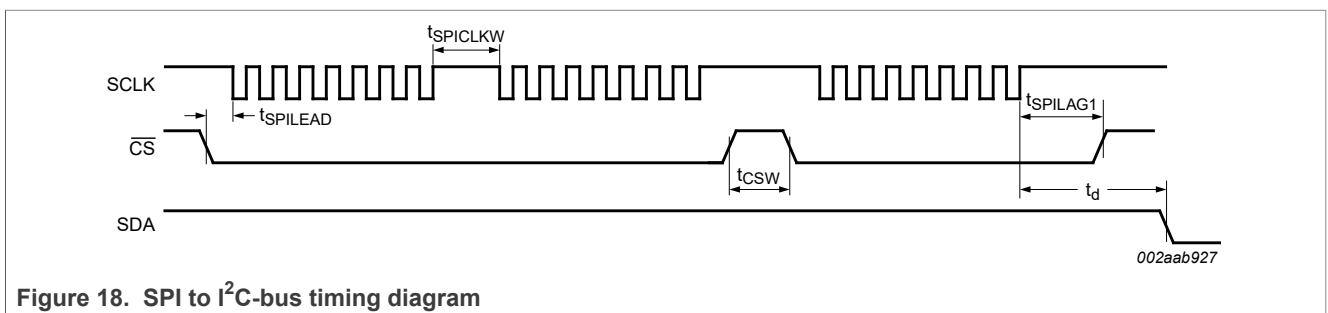 tSPICLKW
SCLK
tSPILEAD
tSPILAG1
CS
tCSW
td
SDA
002aab927
Figure 18. SPI to I2C-bus timing diagram